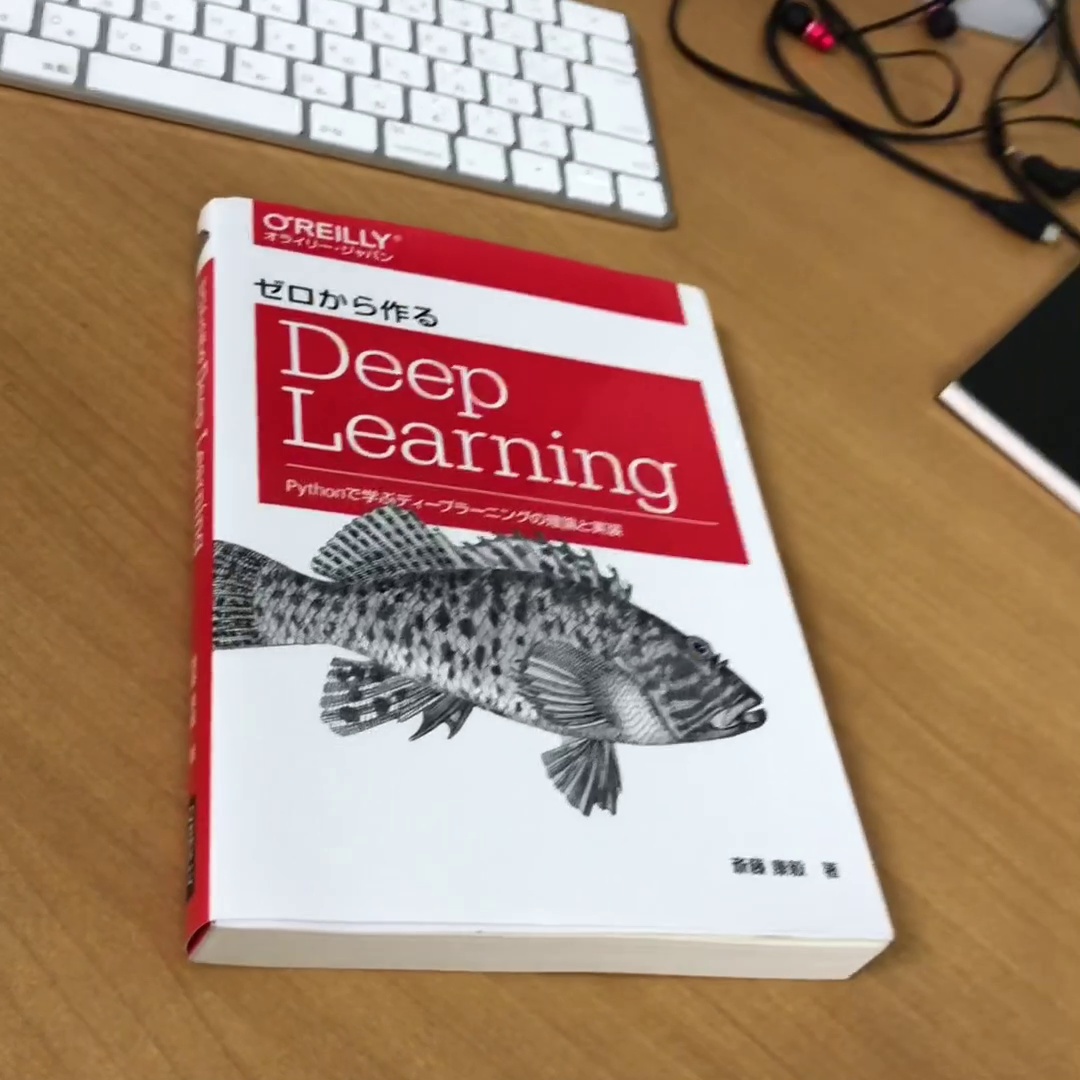 O'REILLY®
オライリー・ジャパン
ゼロから作る
Deep
Learning
Pythonで学ぶディープラーニングの理論と実装
斎藤 康毅 著